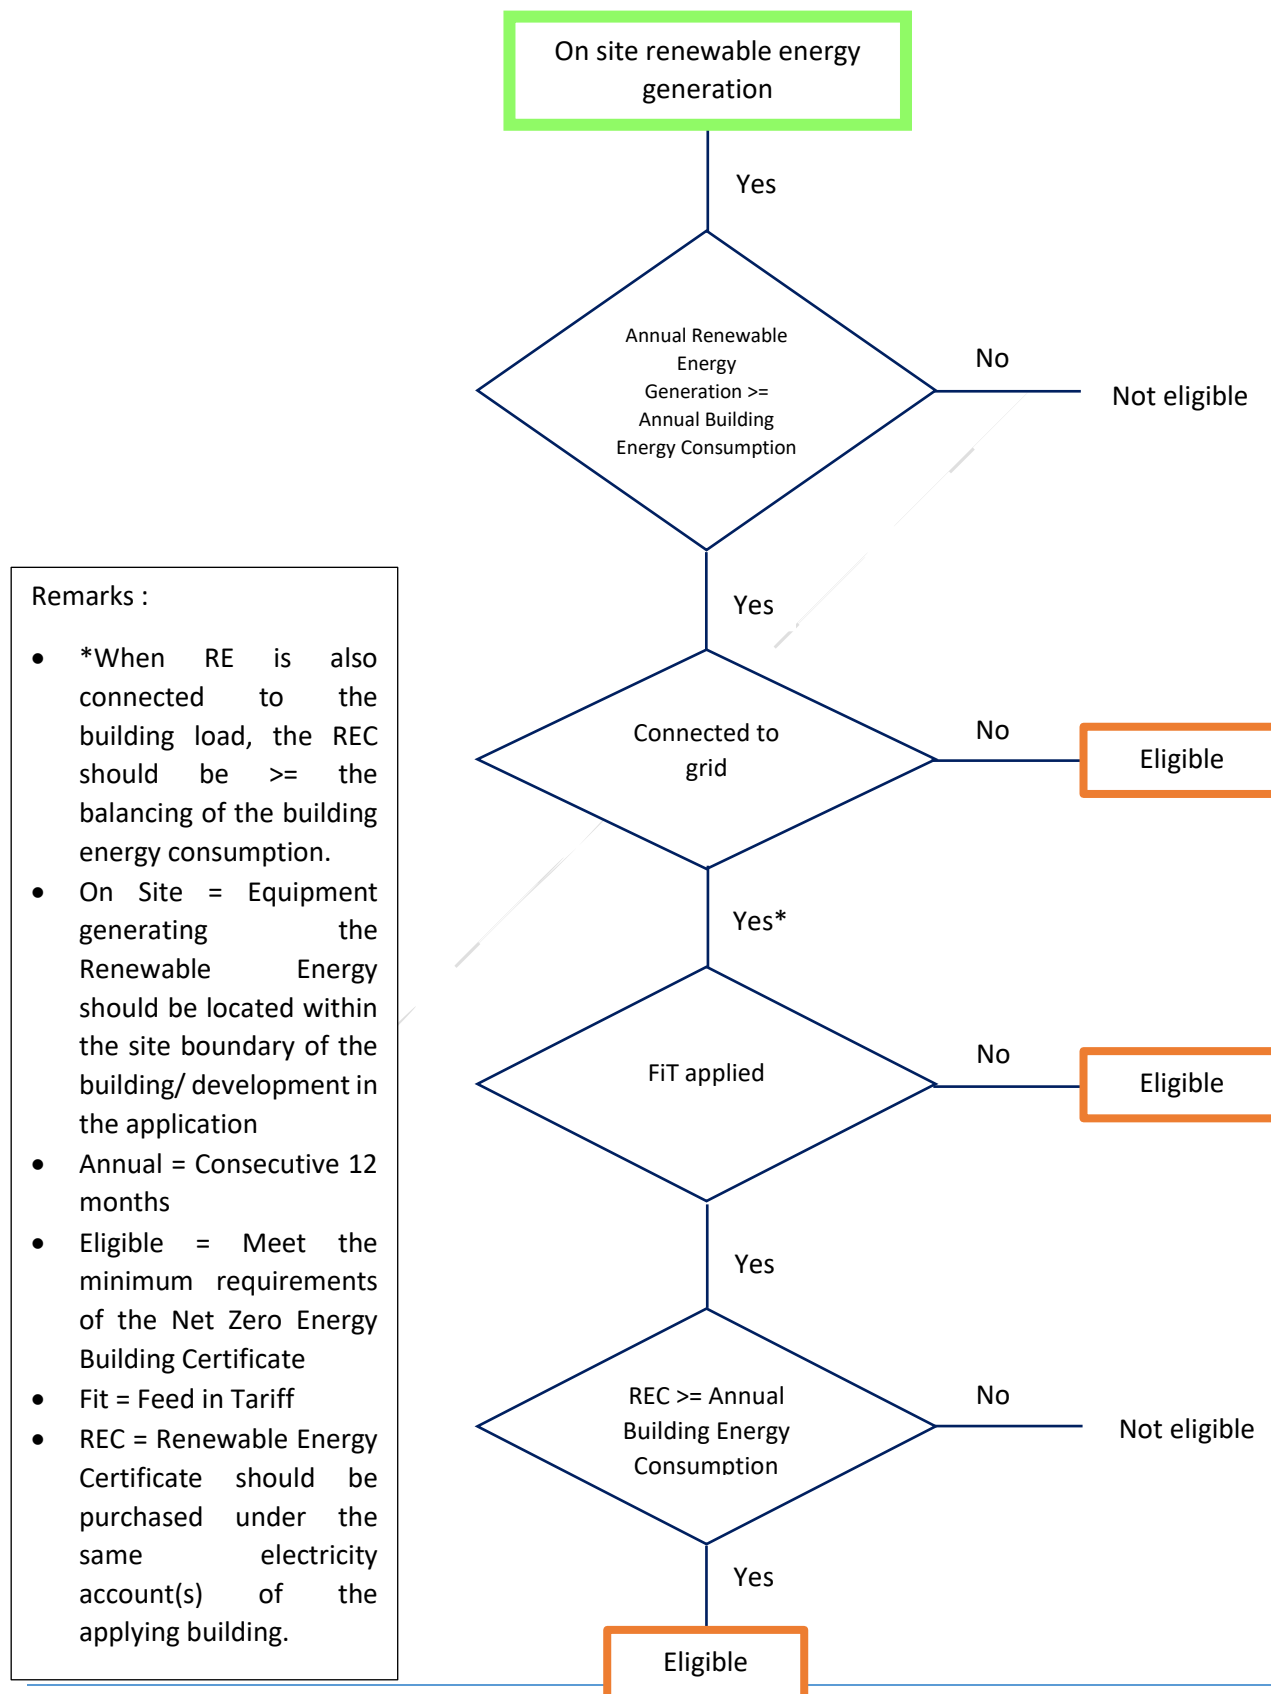 On site renewable energy
generation
Yes
Annual Renewable
Energy
Generation >=
Annual Building
Energy Consumption
No
Not eligible
Yes
Connected to
grid
No
Eligible
Yes*
FiT applied
No
Eligible
Yes
REC >= Annual
Building Energy
Consumption
No
Not eligible
Yes
Eligible
Remarks :
• *When RE is also
connected to the
building load, the REC
should be >= the
balancing of the building
energy consumption.
• On Site = Equipment
generating the
Renewable Energy
should be located within
the site boundary of the
building/ development in
the application
• Annual = Consecutive 12
months
• Eligible = Meet the
minimum requirements
of the Net Zero Energy
Building Certificate
• Fit = Feed in Tariff
• REC = Renewable Energy
Certificate should be
purchased under the
same electricity
account(s) of the
applying building.